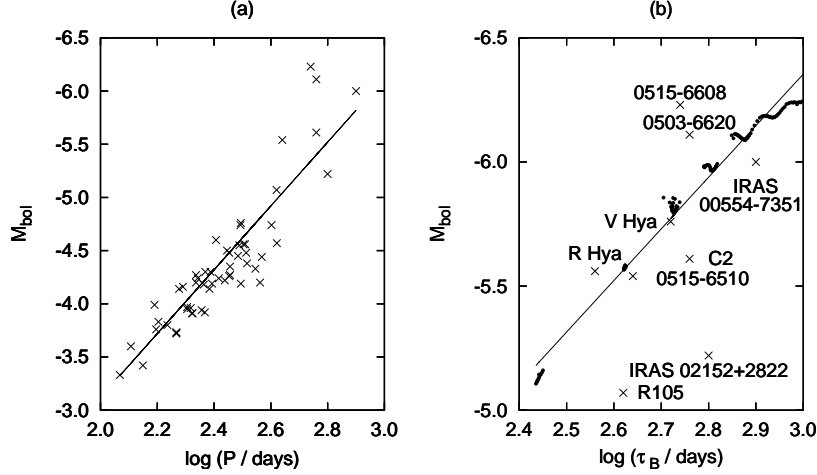 (a)
(b)
-6.5
-6.0
-5.5
-5.0
-4.5
-4.0
-3.5
-3.0
M bol
2.0 2.2 2.4 2.6 2.8 3.0
log (P / days)
-6.5
-6.0
-5.5
-5.0
M bol
0515-6608
0503-6620
IRAS
00554-7351
V Hya
R Hya
C2
0515-6510
IRAS 02152+2822
R105
2.4 2.5 2.6 2.7 2.8 2.9 3.0
log (τ B / days)